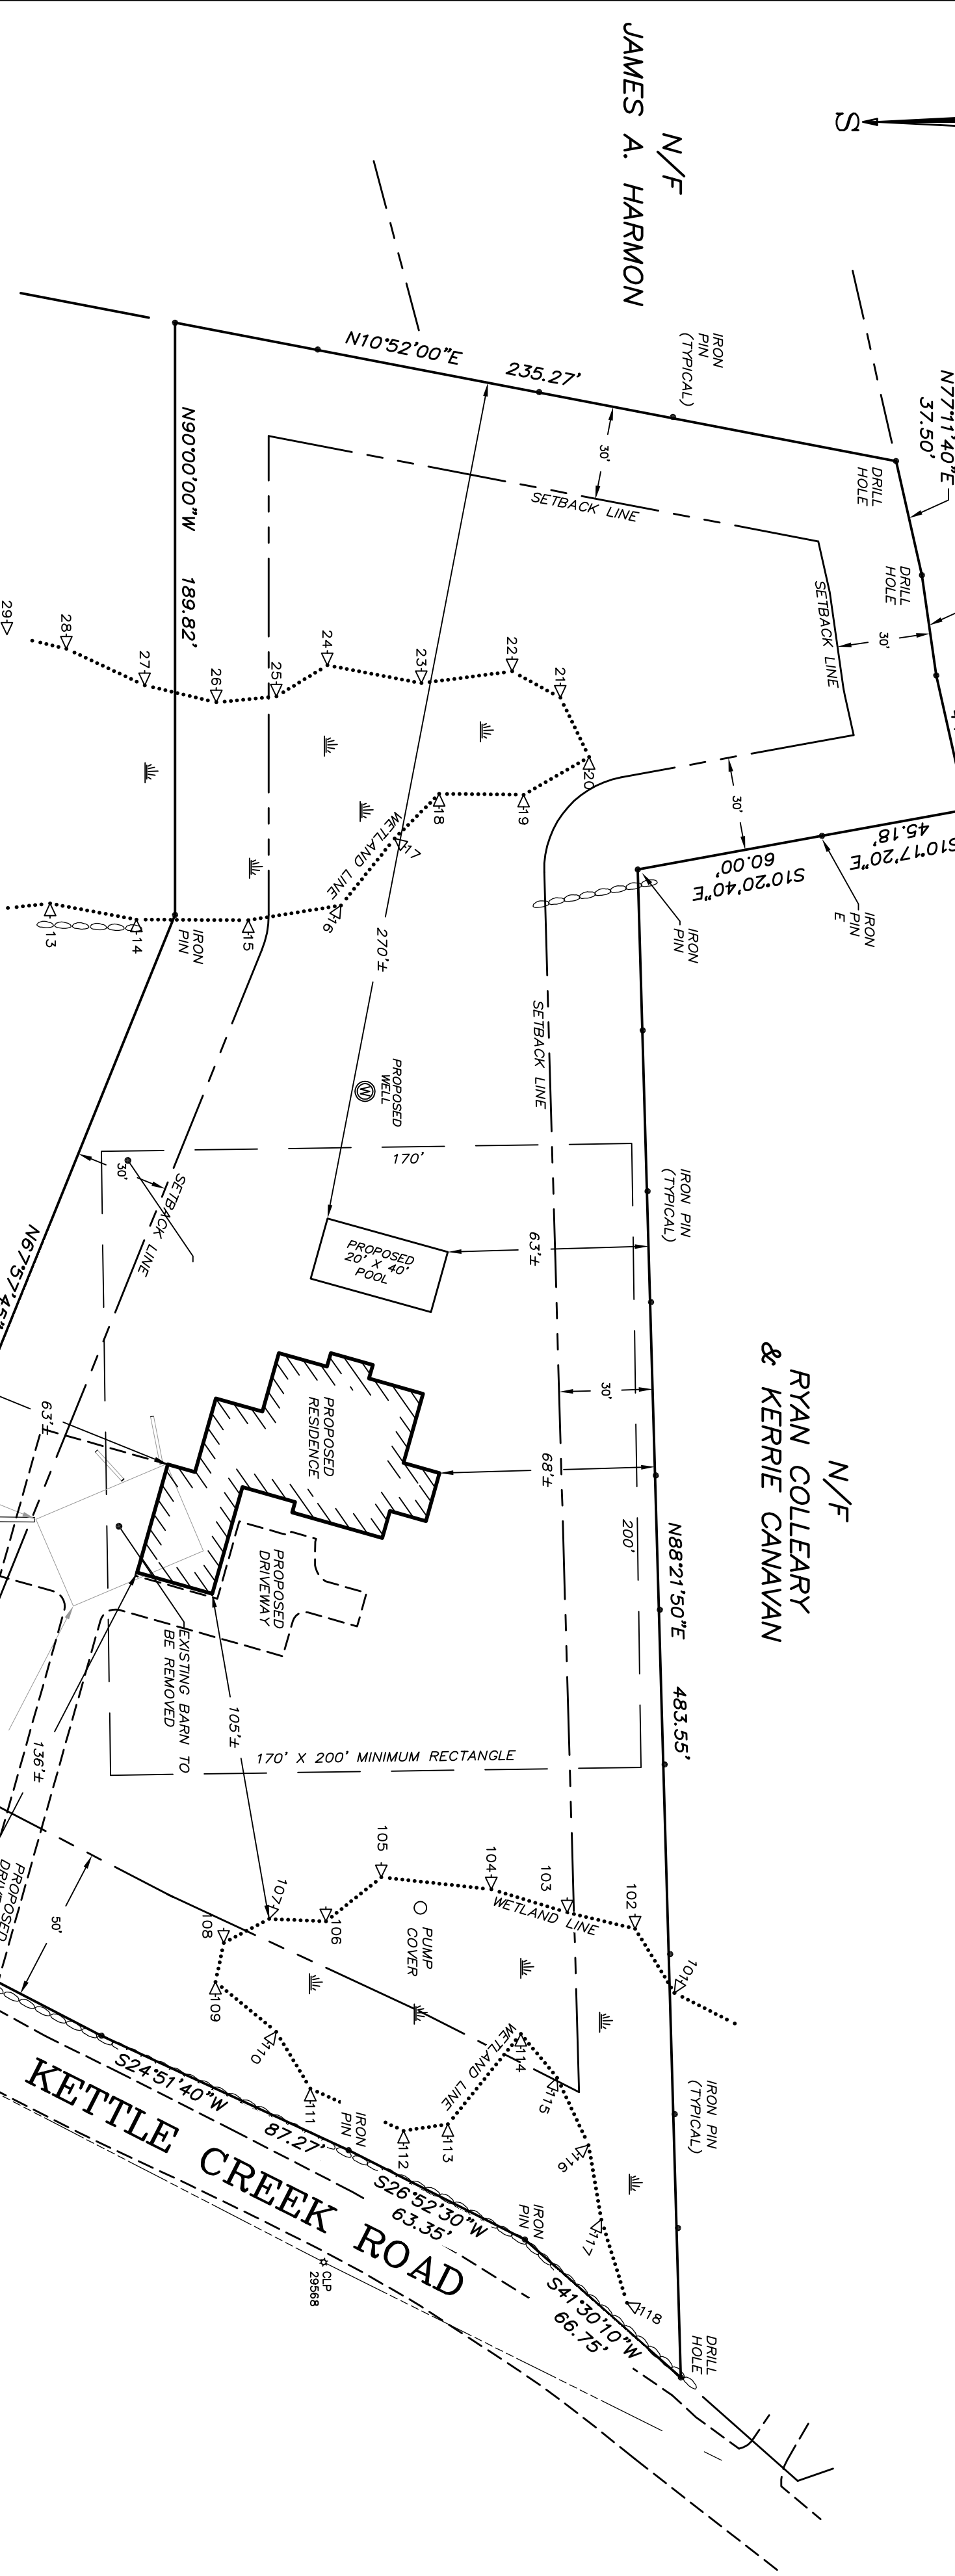 S
N/F
JAMES A. HARMON
N77°11'40"E
37.50'
N10°52'00"E
235.27'
IRON
PIN
(TYPICAL)
DRILL
HOLE
DRILL
HOLE
30'
SETBACK LINE
SETBACK LINE
30'
30'
45.18'
S10°17'20"E
60.00'
S10°20'40"E
IRON
PIN
E
IRON
PIN
N90°00'00"W 189.82'
29
28
27
26
25
24
23
22
21
20
19
18
17
16
15
14
13
WETLAND LINE
IRON
PIN
270'±
SETBACK LINE
PROPOSED
WELL
W
170'
IRON PIN
(TYPICAL)
63'±
30'
SETBACK LINE
N67°57'45"
PROPOSED
20' X 40'
POOL
N/F
RYAN COLLEARY
& KERRIE CANAVAN
30'
63'±
PROPOSED
RESIDENCE
68'±
200'
N88°21'50"E 483.55'
PROPOSED
DRIVEWAY
EXISTING BARN TO
BE REMOVED
105'±
136'±
170' X 200' MINIMUM RECTANGLE
PROPOSED
50'
101
102
103
104
105
106
107
108
109
110
111
112
113
114
115
116
117
118
WETLAND LINE
PUMP
COVER
WETLAND LINE
IRON PIN
(TYPICAL)
S24°51'40"W
87.27'
IRON
PIN
S26°52'30"W
63.35'
IRON
PIN
S41°30'10"W
66.75'
DRILL
HOLE
KETTLE CREEK ROAD
CLP
29568